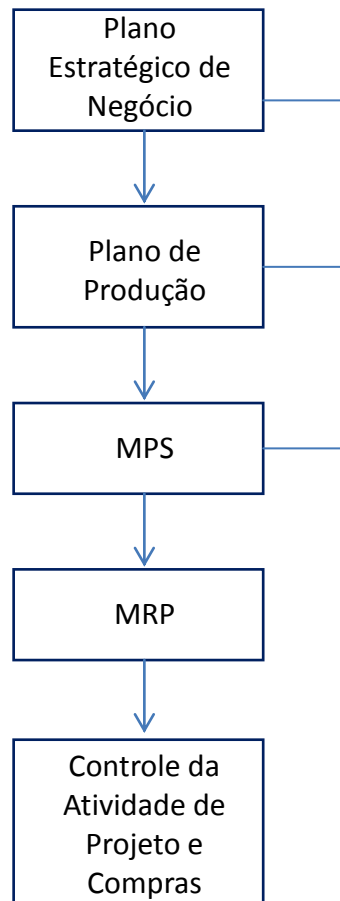 Plano
Estratégico de
Negócio
Plano de
Produção
MPS
MRP
Controle da
Atividade de
Projeto e
Compras